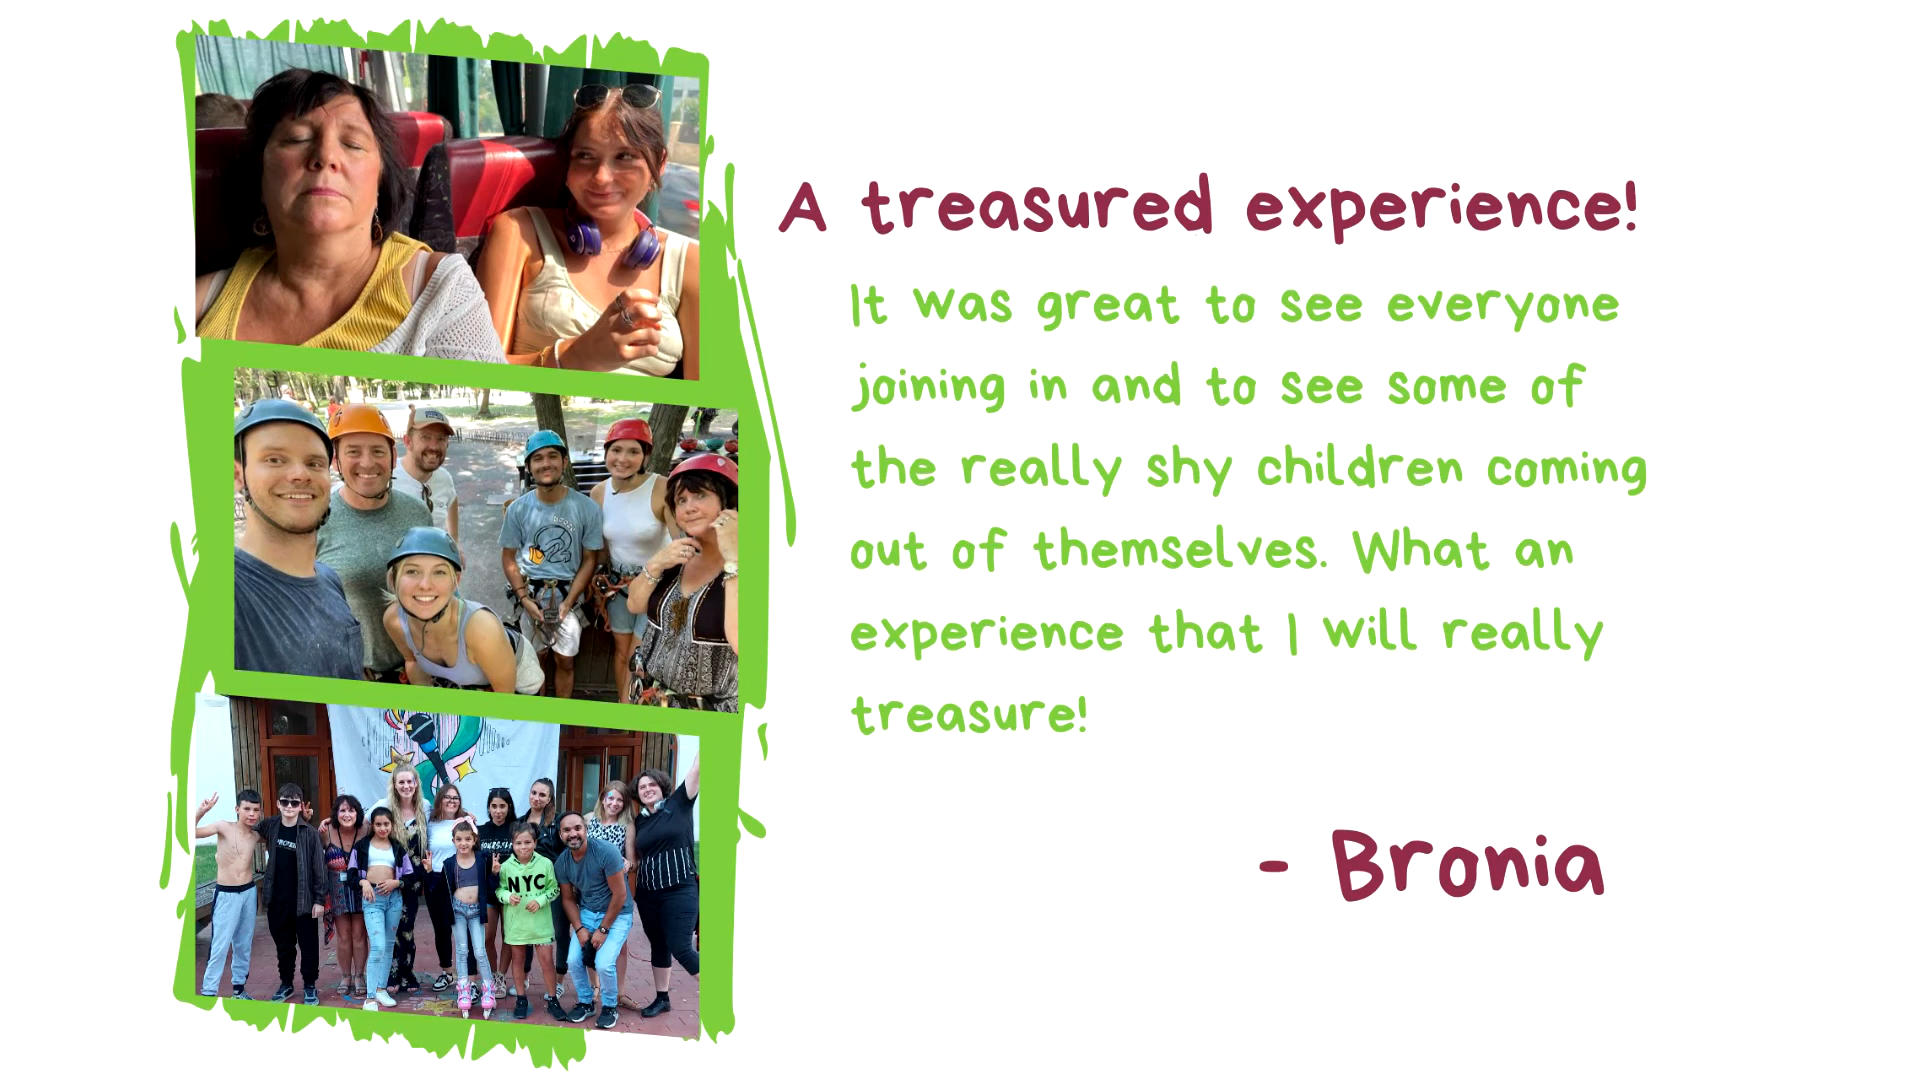 A treasured experience!
It was great to see everyone
joining in and to see some of
the really shy children coming
out of themselves. What an
experience that I will really
treasure!
- Bronia
NYC